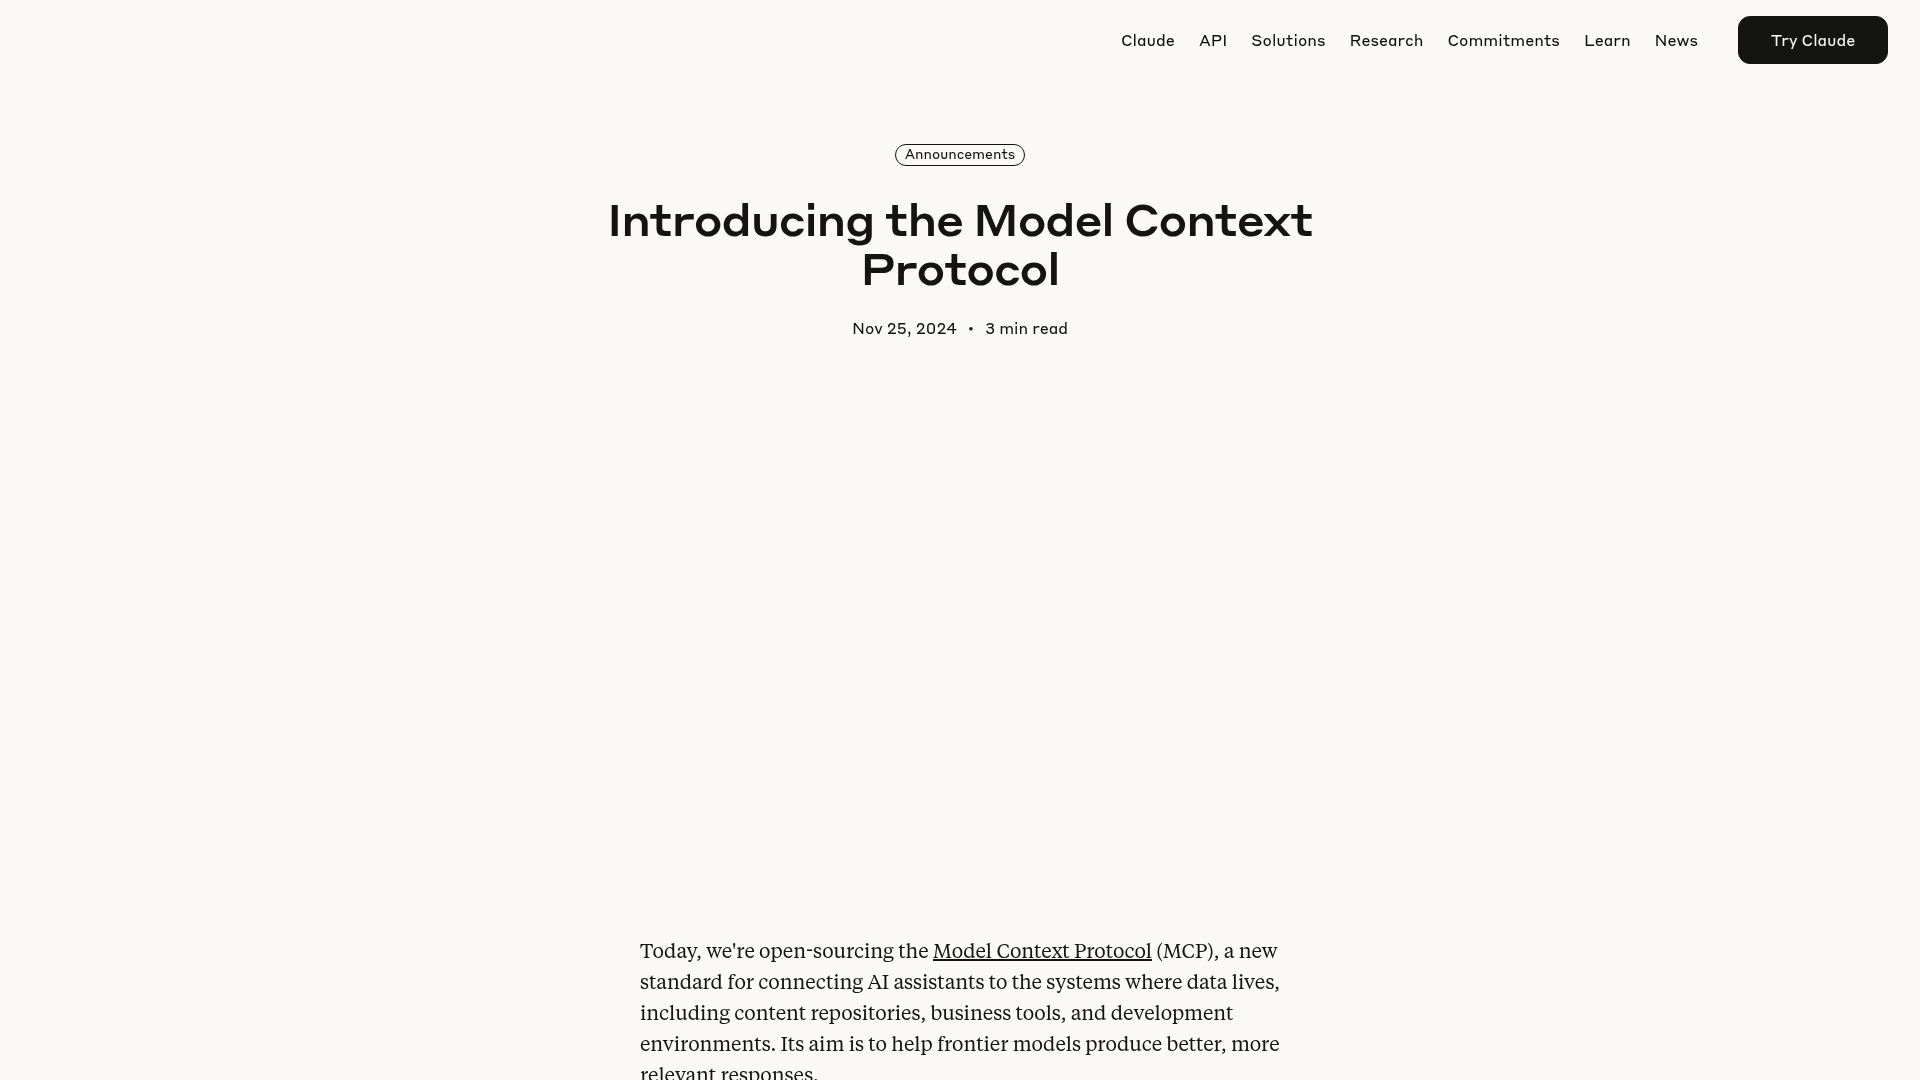 Claude
API
Solutions
Research
Commitments
Learn
News
Try Claude
Announcements
Introducing the Model Context
Protocol
Nov 25, 2024 • 3 min read
Today, we're open-sourcing the Model Context Protocol (MCP), a new
standard for connecting AI assistants to the systems where data lives,
including content repositories, business tools, and development
environments. Its aim is to help frontier models produce better, more
relevant responses.